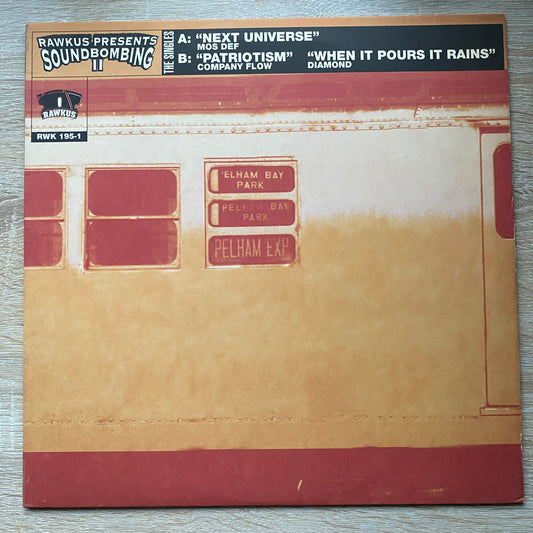 RAWKUS PRESENTS
SOUNDBOMBING
II
THE SINGLES
A: “NEXT UNIVERSE”
MOS DEF
B: “PATRIOTISM” “WHEN IT POURS IT RAINS”
COMPANY FLOW DIAMOND
RAWKUS
RWK 195-1
PELHAM BAY
PARK
PELHAM BAY
PARK
PELHAM EXP